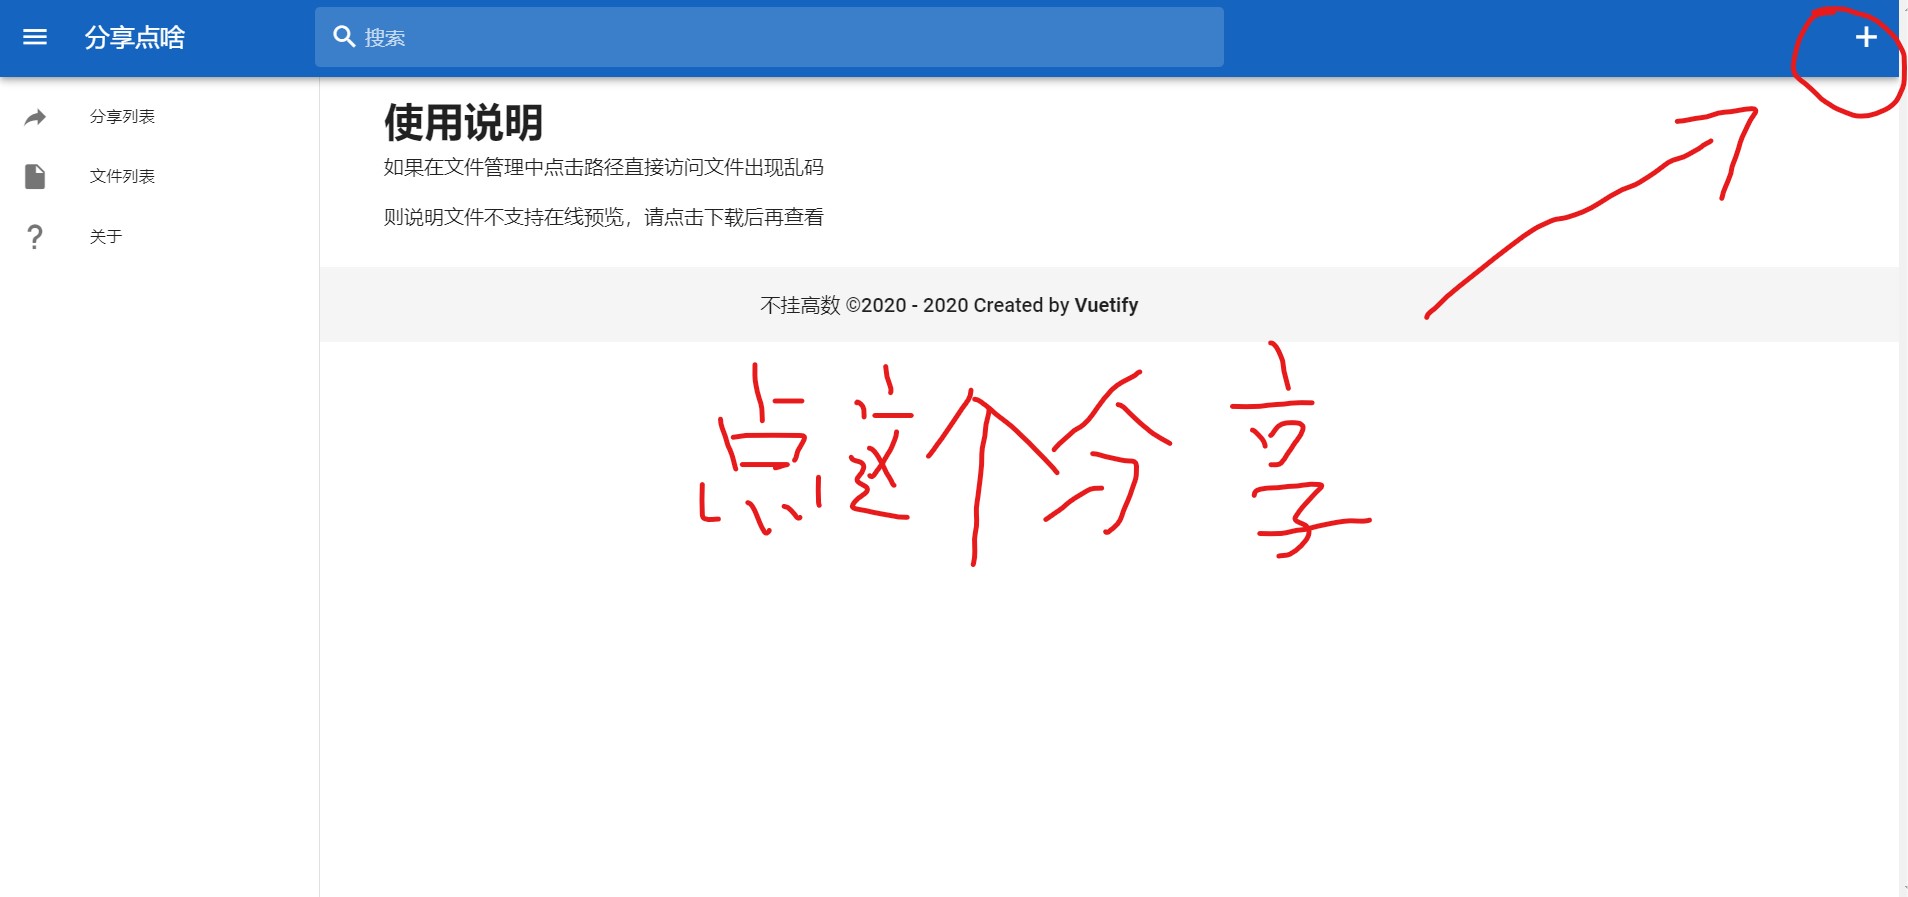 分享点啥
搜索
分享列表
文件列表
关于
使用说明
如果在文件管理中点击路径直接访问文件出现乱码
则说明文件不支持在线预览，请点击下载后再查看
不挂高数 ©2020 - 2020 Created by Vuetify
点这个分享